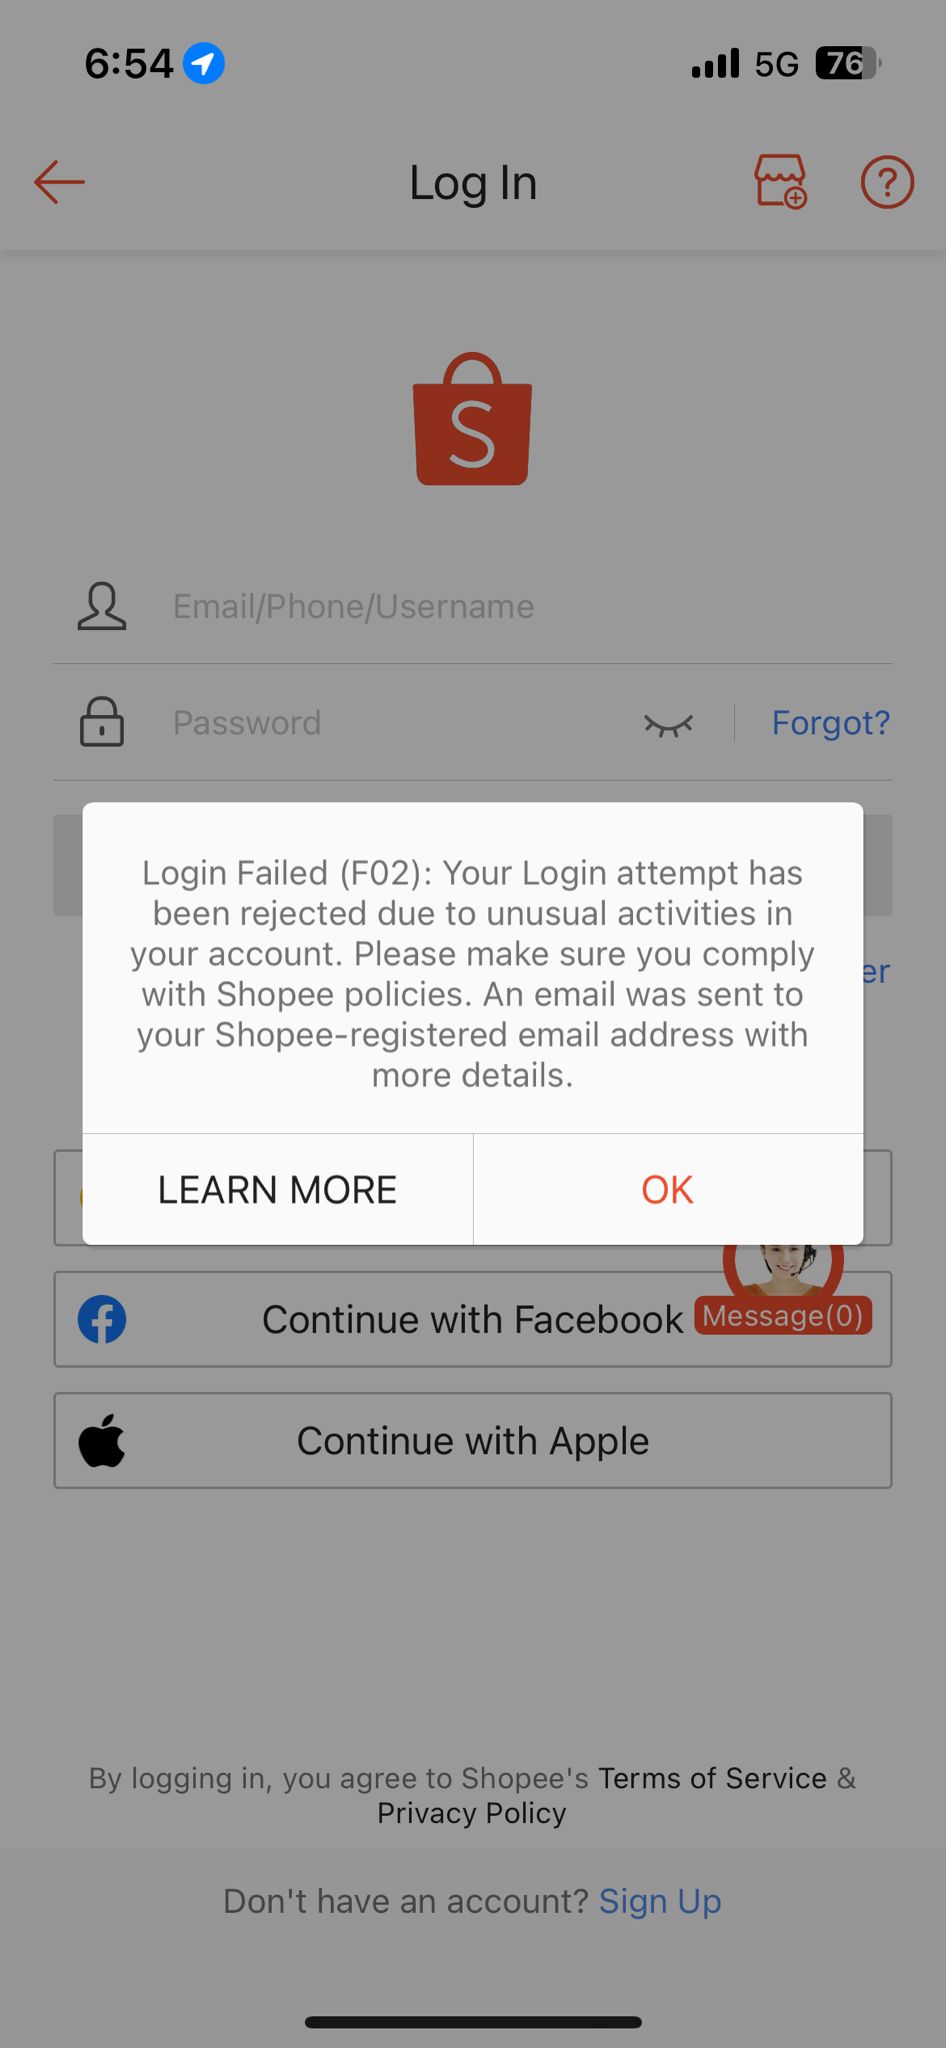 6:54
5G
76
Log In
S
Email/Phone/Username
Password
Forgot?
Login Failed (F02): Your Login attempt has
been rejected due to unusual activities in
your account. Please make sure you comply
with Shopee policies. An email was sent to
your Shopee-registered email address with
more details.
er
LEARN MORE
OK
Continue with Facebook
Message(0)
Continue with Apple
By logging in, you agree to Shopee's Terms of Service &
Privacy Policy
Don't have an account? Sign Up